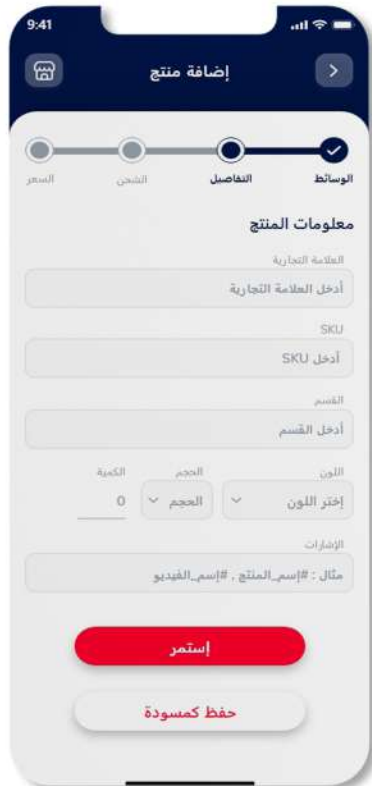 9:41
إضافة منتج
الوسائط التفاصيل الشحن السعر
معلومات المنتج
العلامة التجارية
أدخل العلامة التجارية
SKU
أدخل SKU
القسم
أدخل القسم
اللون الحجم الكمية
إختر اللون الحجم 0
الإشارات
مثال : #إسم_المنتج , #إسم_الفيديو
إستمر
حفظ كمسودة